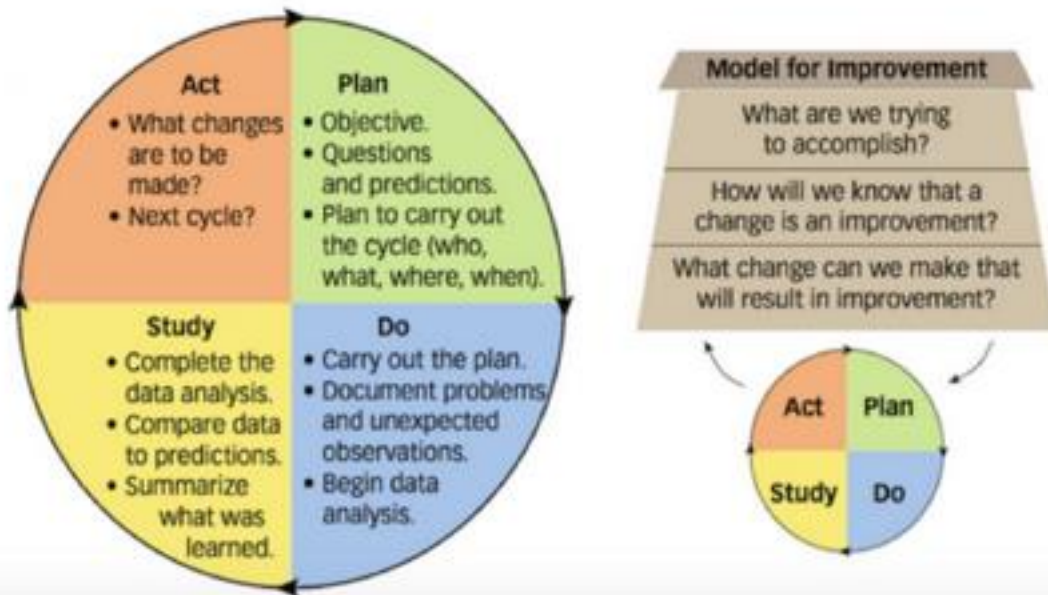 Act
• What changes
are to be
made?
• Next cycle?
Plan
• Objective.
• Questions
and predictions.
• Plan to carry out
the cycle (who,
what, where, when).
Study
• Complete the
data analysis.
• Compare data
to predictions.
• Summarize
what was
learned.
Do
• Carry out the plan.
• Document problems
and unexpected
observations.
• Begin data
analysis.
Model for Improvement
What are we trying
to accomplish?
How will we know that a
change is an improvement?
What change can we make that
will result in improvement?
Act
Plan
Study
Do